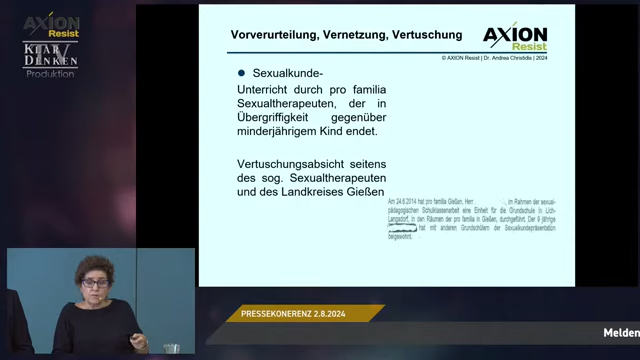 AXION
Resist
KLAR
TV
DENKEN
Produktion
Vorverurteilung, Vernetzung, Vertuschung
AXION
Resist
© AXION Resist | Dr. Andrea Christidis | 2024
Sexualkunde-
Unterricht durch pro familia
Sexualtherapeuten, der in
Übergriffigkeit gegenüber
minderjährigem Kind endet.
Vertuschungsabsicht seitens
des sog. Sexualtherapeuten
und des Landkreises Gießen
Am 24.6.2014 hat pro familia Gießen, Herr im Rahmen der sexual-
pädagogischen Schulklassenarbeit eine Einheit für die Grundschule in Lich-
Langsdorf, in den Räumen der pro familia in Gießen, durchgeführt. Der 9 jährige
hat mit anderen Grundschülern der Sexualkundepräsentation
beigewohnt.
PRESSEKONERENZ 2.8.2024
Melden